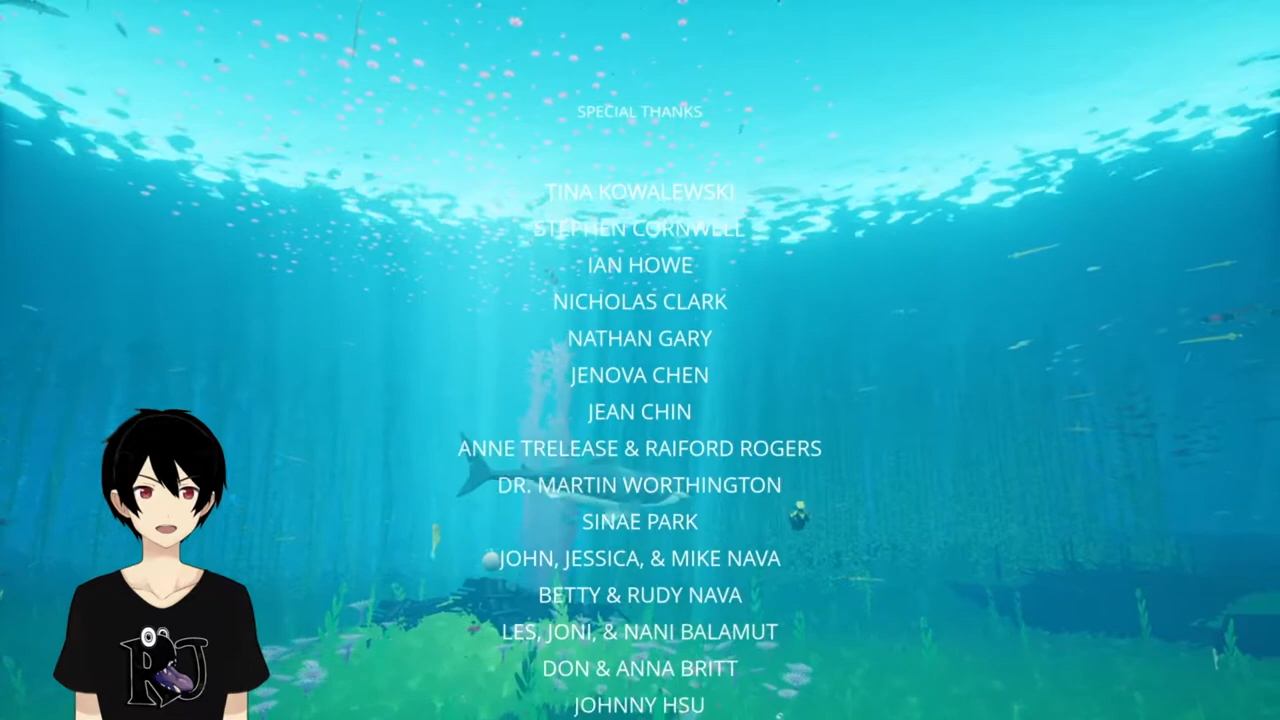 SPECIAL THANKS
TINA KOWALEWSKI
STEPHEN CORNWELL
IAN HOWE
NICHOLAS CLARK
NATHAN GARY
JENOVA CHEN
JEAN CHIN
ANNE TRELEASE & RAIFORD ROGERS
DR. MARTIN WORTHINGTON
SINAE PARK
JOHN, JESSICA, & MIKE NAVA
BETTY & RUDY NAVA
LES, JONI, & NANI BALAMUT
DON & ANNA BRITT
JOHNNY HSU
RJ